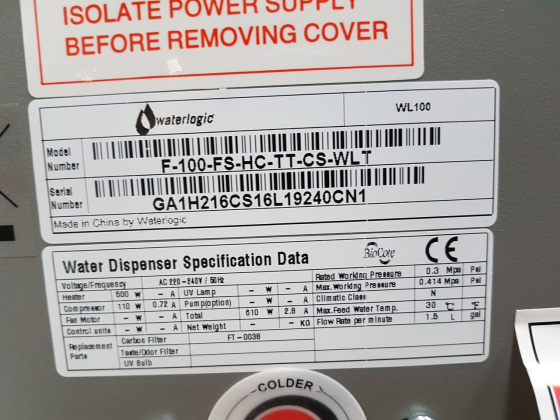 ISOLATE POWER SUPPLY
BEFORE REMOVING COVER
waterlogic WL100
Model Number F-100-FS-HC-TT-CS-WLT
Serial Number GA1H216CS16L19240CN1
Made in China by Waterlogic
Water Dispenser Specification Data BioCote CE
Voltage/Frequency AC 220-240V / 50Hz Rated Working Pressure 0.3 Mpa Psi
Heater 500 W - A UV Lamp - W - A Max.Working Pressure 0.414 Mpa Psi
Compressor 110 W 0.72 A Pump(option) - W - A Climatic Class N
Fan Motor - W - A Total 610 W 2.8 A Max.Feed Water Temp. 30 ℃ ℉
Control units - W - A Net Weight - - KG Flow Rate per minute 1.5 L gal
Replacement Parts Carbon Filter FT-0038
Taste/Odor Filter
UV Bulb
COLDER